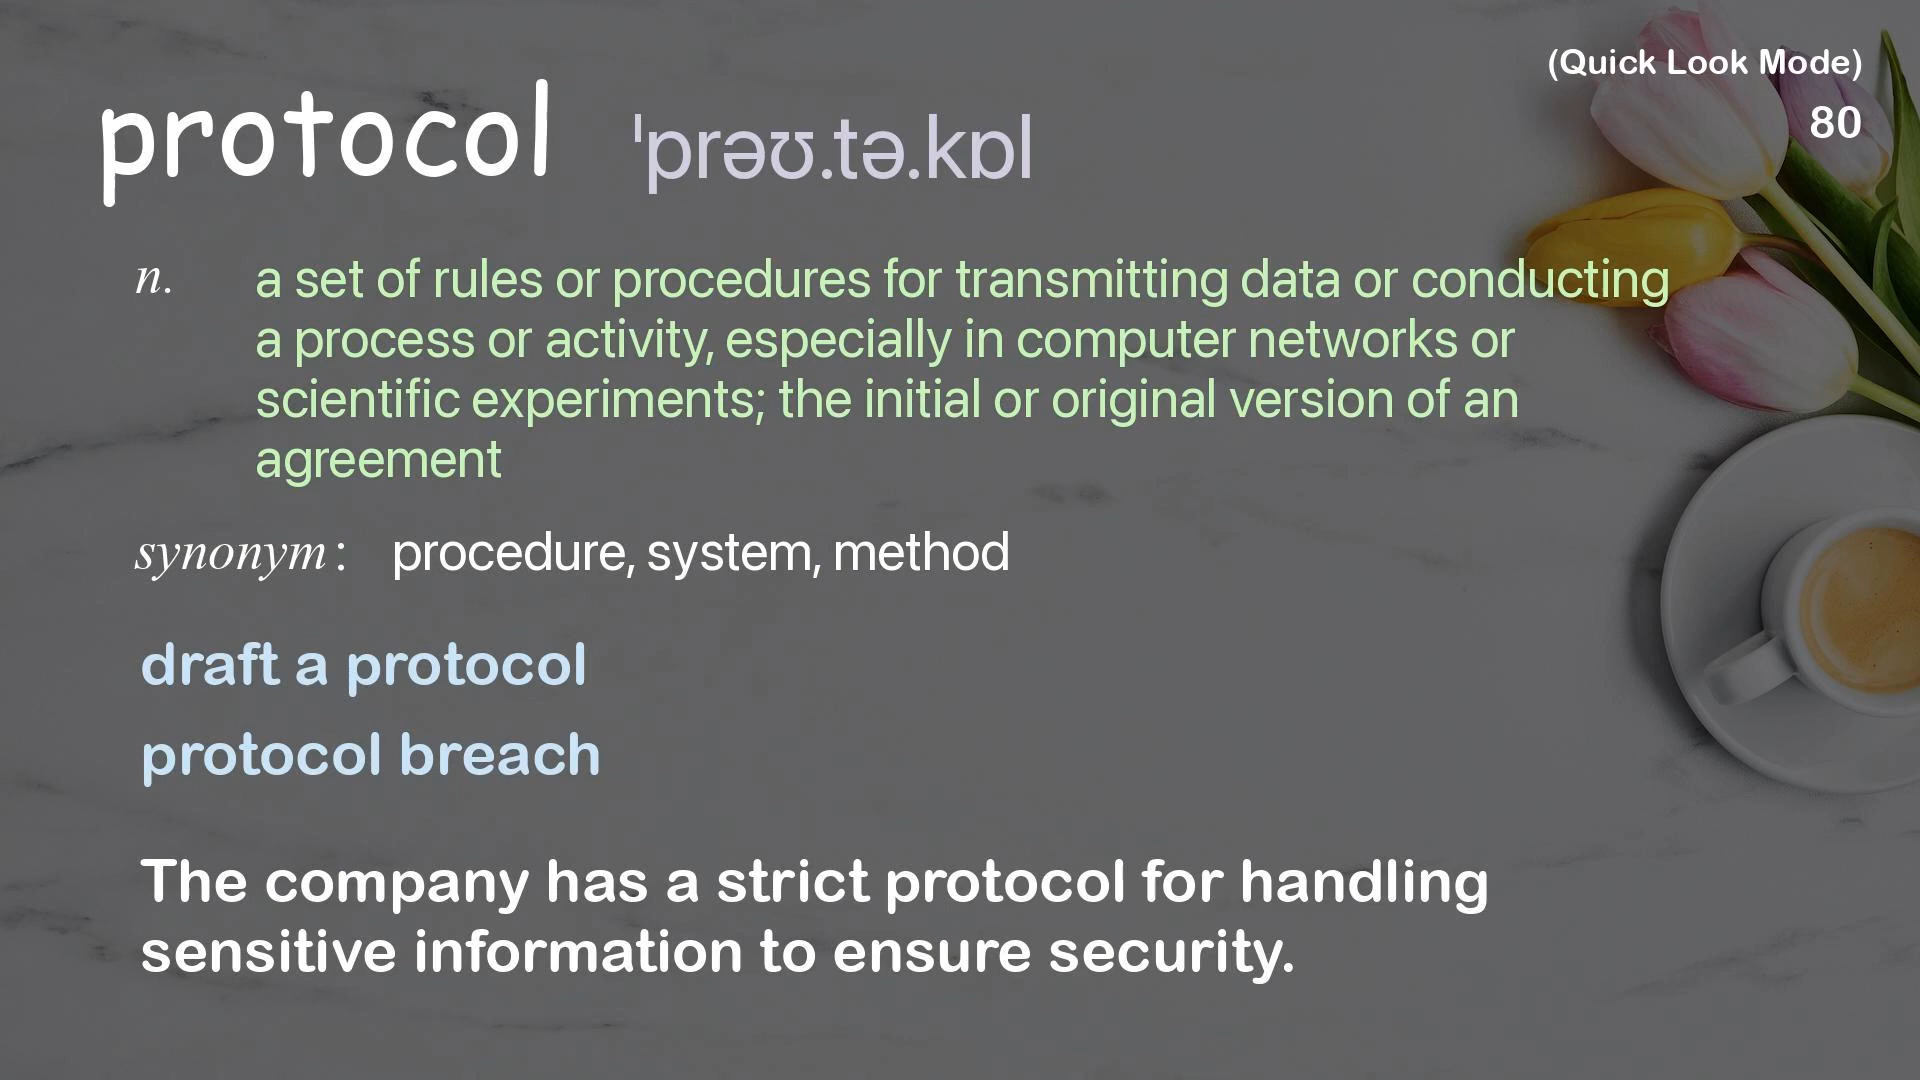 (Quick Look Mode)
80
protocol ˈprəʊ.tə.kɒl
n. a set of rules or procedures for transmitting data or conducting
a process or activity, especially in computer networks or
scientific experiments; the initial or original version of an
agreement
synonym: procedure, system, method
draft a protocol
protocol breach
The company has a strict protocol for handling
sensitive information to ensure security.